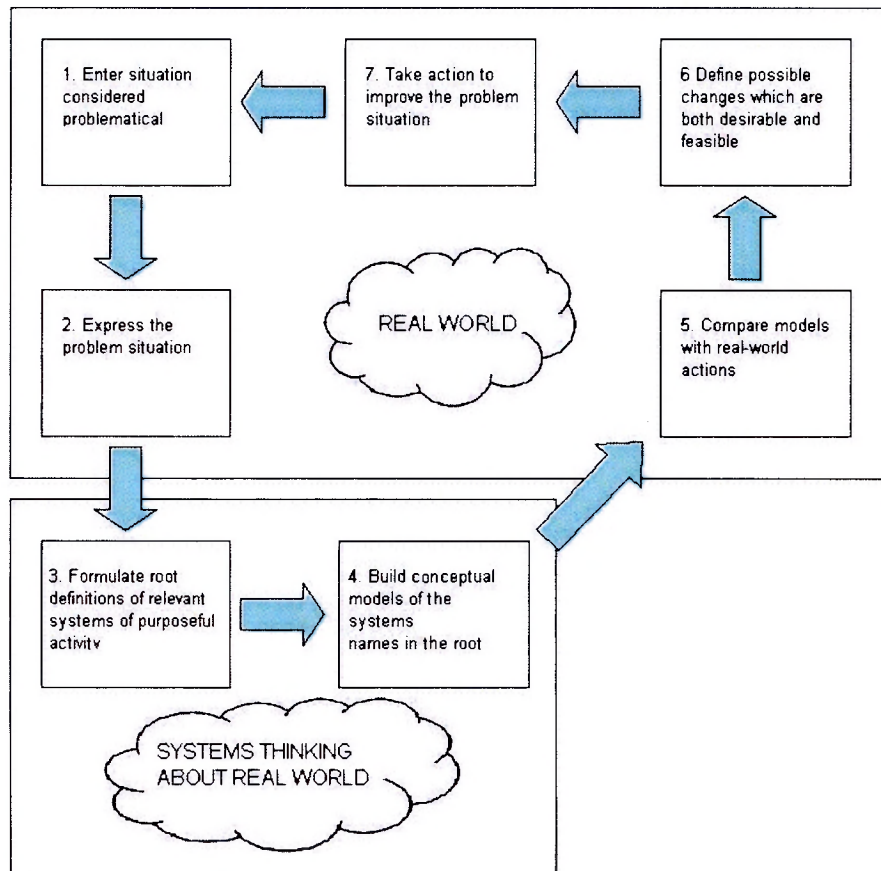 1. Enter situation
considered
problematical
7. Take action to
improve the problem
situation
6 Define possible
changes which are
both desirable and
feasible
2. Express the
problem situation
REAL WORLD
5. Compare models
with real-world
actions
3. Formulate root
definitions of relevant
systems of purposeful
activity
4. Build conceptual
models of the
systems
names in the root
SYSTEMS THINKING
ABOUT REAL WORLD